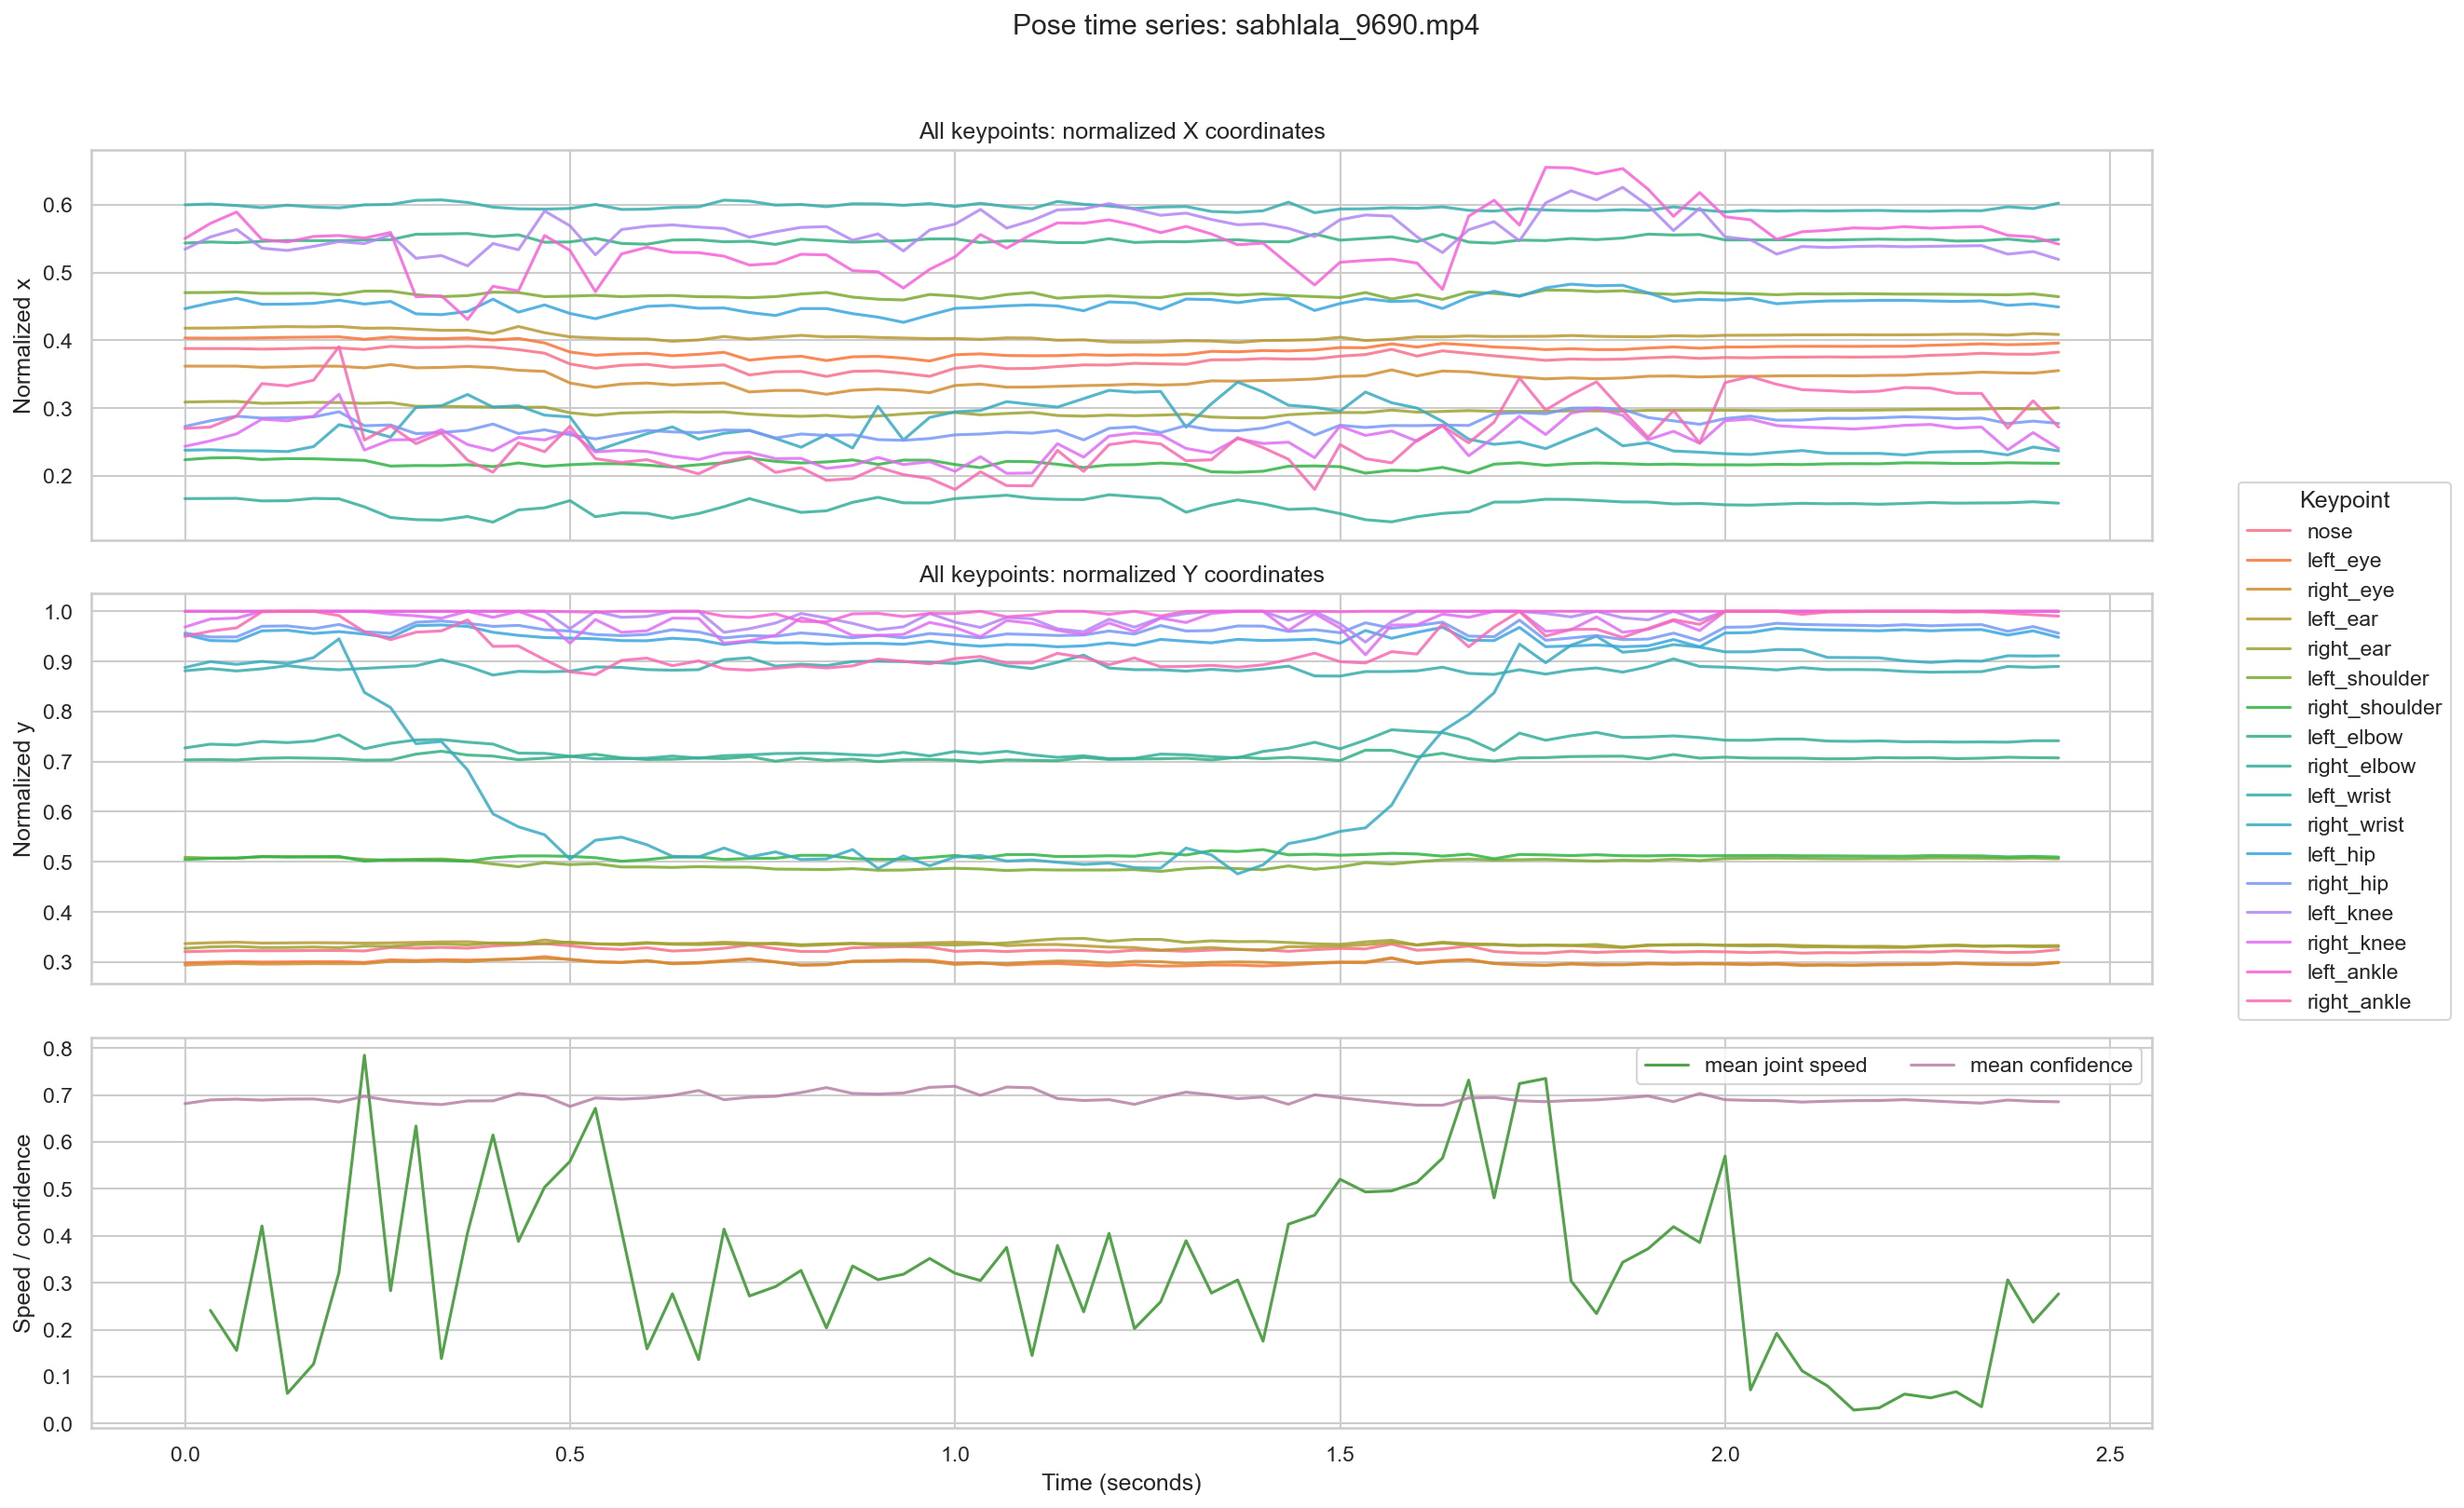 Pose time series: sabhlala_9690.mp4
All keypoints: normalized X coordinates
Normalized x
0.6
0.5
0.4
0.3
0.2
All keypoints: normalized Y coordinates
Normalized y
1.0
0.9
0.8
0.7
0.6
0.5
0.4
0.3
Speed / confidence
0.8
0.7
0.6
0.5
0.4
0.3
0.2
0.1
0.0
mean joint speed
mean confidence
0.0
0.5
1.0
1.5
2.0
2.5
Time (seconds)
Keypoint
nose
left_eye
right_eye
left_ear
right_ear
left_shoulder
right_shoulder
left_elbow
right_elbow
left_wrist
right_wrist
left_hip
right_hip
left_knee
right_knee
left_ankle
right_ankle